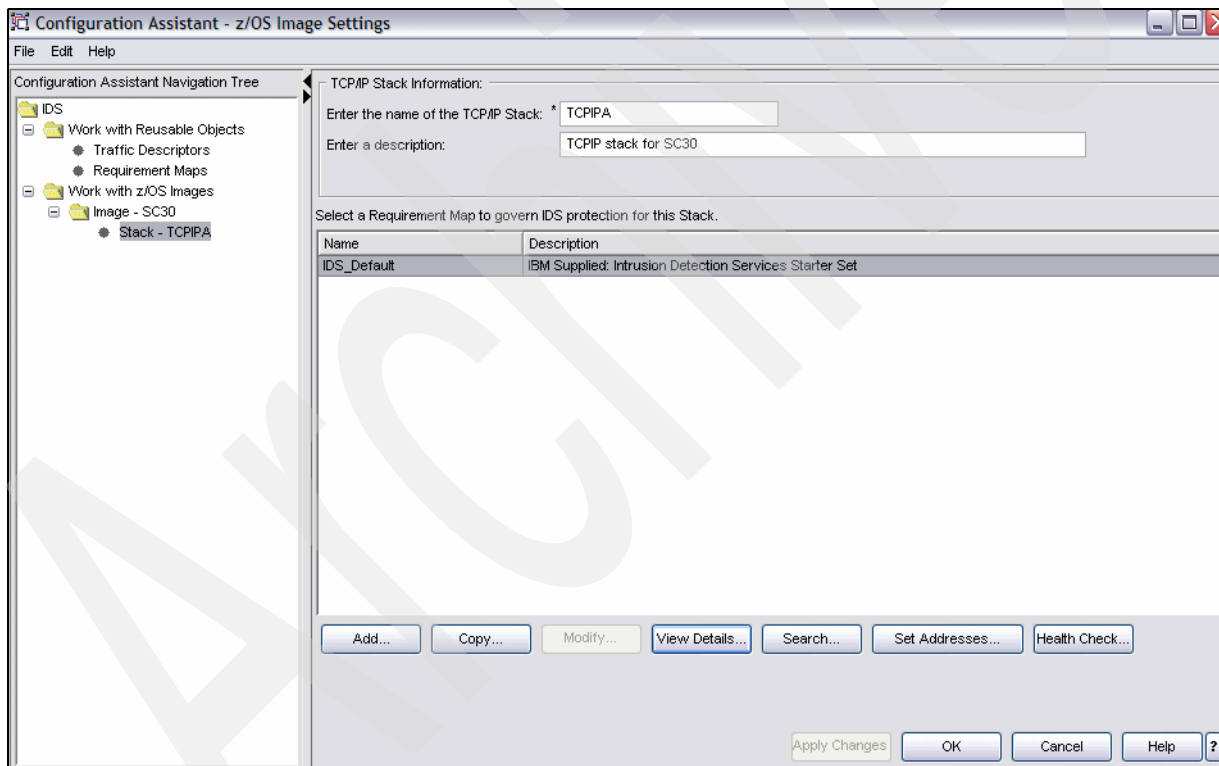 Configuration Assistant - z/OS Image Settings
File Edit Help
Configuration Assistant Navigation Tree
IDS
Work with Reusable Objects
Traffic Descriptors
Requirement Maps
Work with z/OS Images
Image - SC30
Stack - TCPIPA
TCP/IP Stack Information:
Enter the name of the TCP/IP Stack: * TCPIPA
Enter a description: TCPIP stack for SC30
Select a Requirement Map to govern IDS protection for this Stack.
Name Description
IDS_Default IBM Supplied: Intrusion Detection Services Starter Set
Add... Copy... Modify... View Details... Search... Set Addresses... Health Check...
Apply Changes OK Cancel Help ?